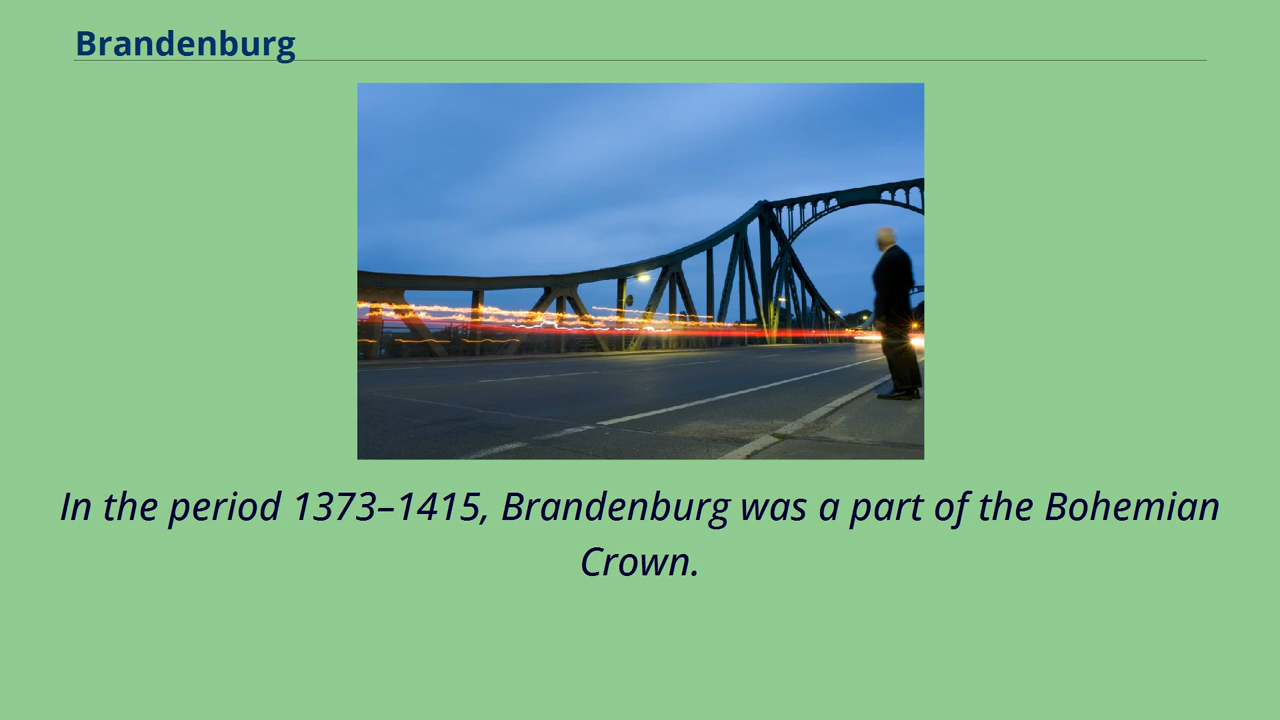 Brandenburg
In the period 1373–1415, Brandenburg was a part of the Bohemian
Crown.